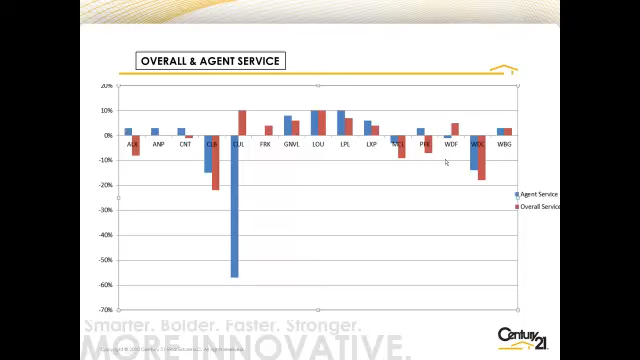 OVERALL & AGENT SERVICE
20%
10%
0%
-10%
-20%
-30%
-40%
-50%
-60%
-70%
ALX ANP CNT CLB CUL FRK GNVL LOU LPL LXP MCL PFK WDF WDC WBG
Agent Service
Overall Service
Smarter. Bolder. Faster. Stronger.
MORE INNOVATIVE.
Century 21